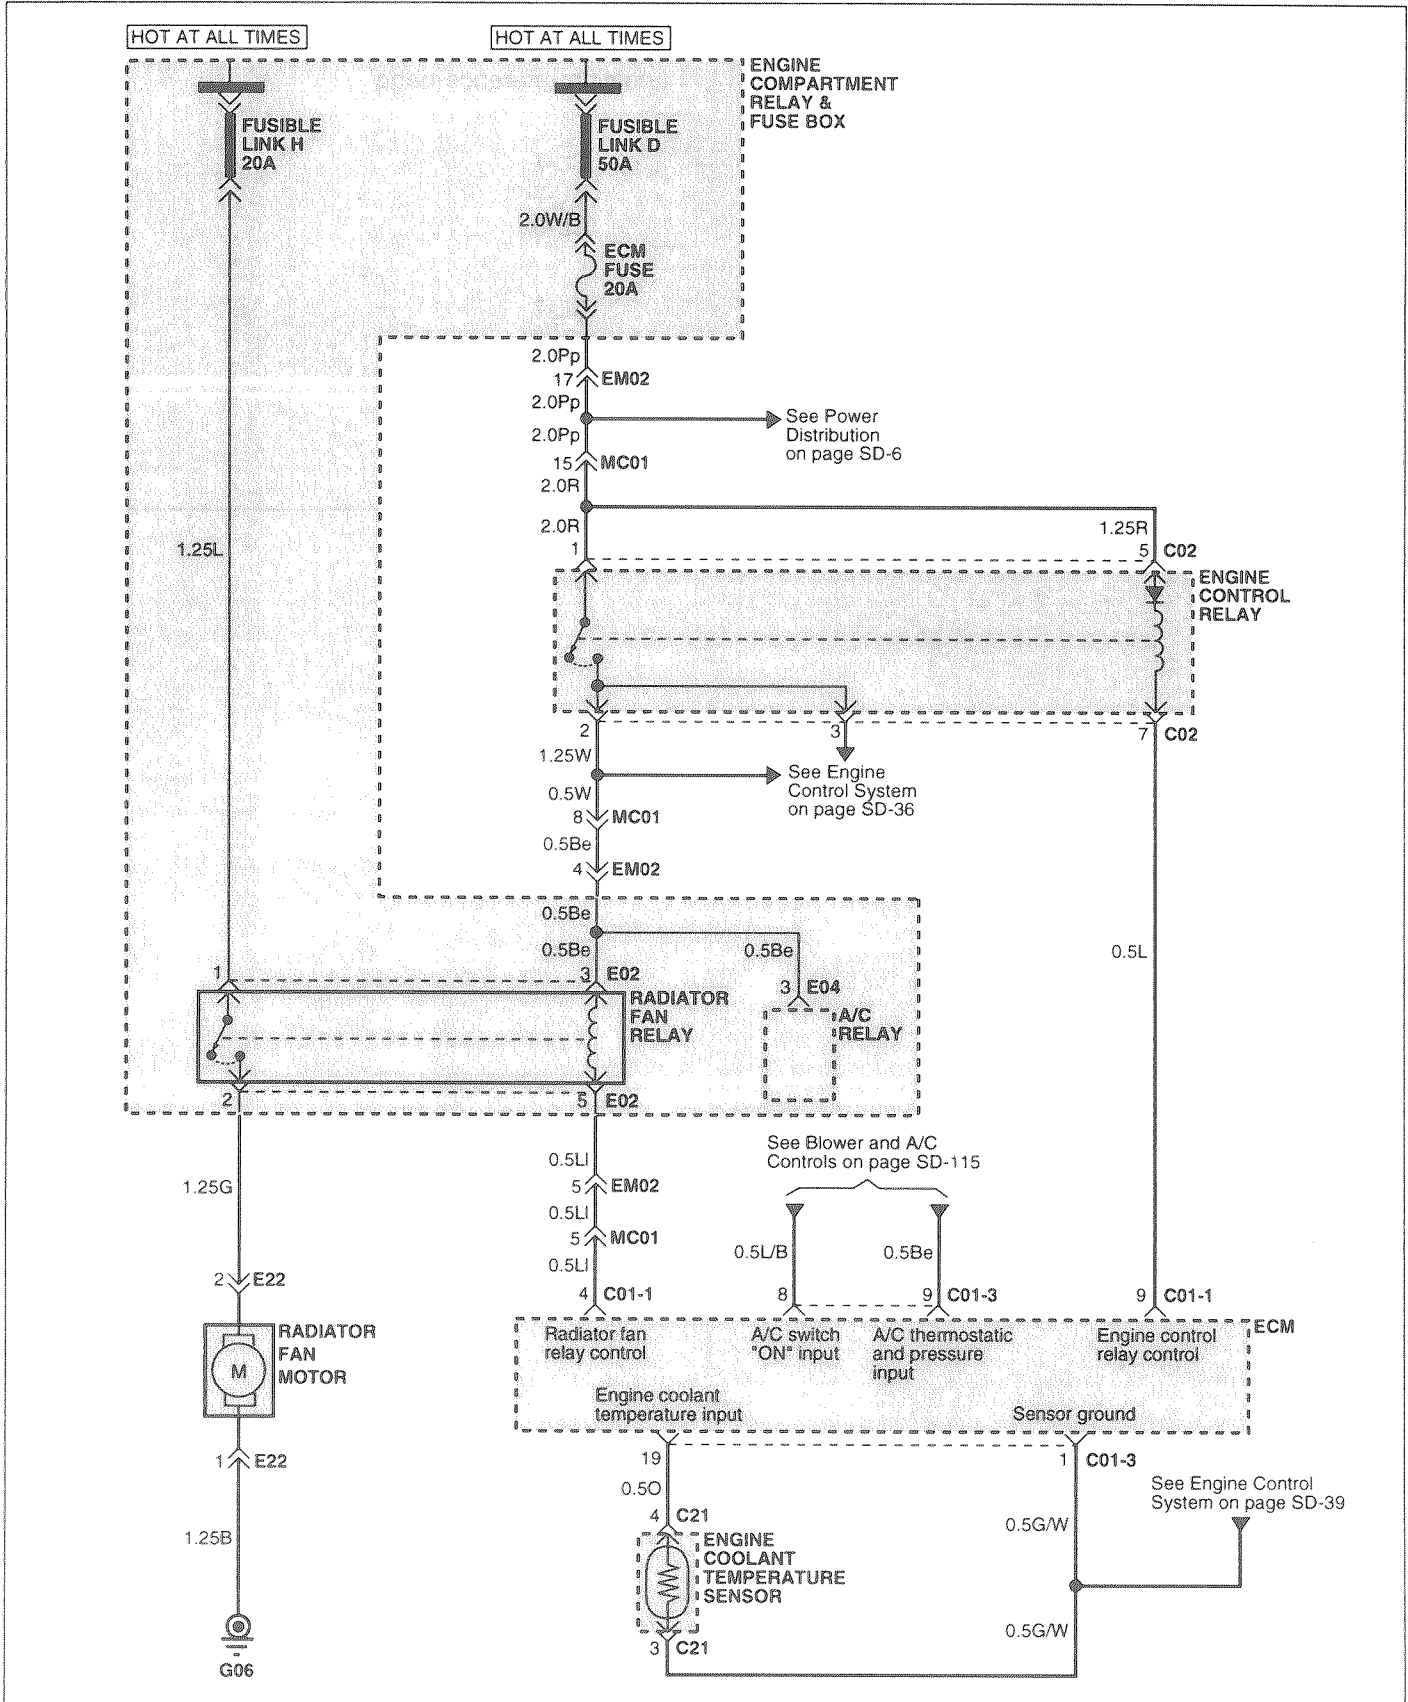 HOT AT ALL TIMES
HOT AT ALL TIMES
ENGINE
COMPARTMENT
RELAY &
FUSE BOX
FUSIBLE
LINK H
20A
FUSIBLE
LINK D
50A
2.0W/B
ECM
FUSE
20A
2.0Pp
17 EM02
2.0Pp
See Power
Distribution
on page SD-6
2.0Pp
15 MC01
2.0R
2.0R
1.25R
1.25L
1
5 C02
ENGINE
CONTROL
RELAY
2
3
7 C02
1.25W
See Engine
Control System
on page SD-36
0.5W
8 MC01
0.5Be
4 EM02
0.5Be
0.5Be
0.5Be
0.5L
1
3 E02
3 E04
RADIATOR
FAN
RELAY
A/C
RELAY
2
5 E02
See Blower and A/C
Controls on page SD-115
0.5Ll
1.25G
5 EM02
0.5Ll
5 MC01
0.5L/B
0.5Be
0.5Ll
2 E22
4 C01-1
8
9 C01-3
9 C01-1
ECM
RADIATOR
FAN
MOTOR
M
Radiator fan
relay control
A/C switch
"ON" input
A/C thermostatic
and pressure
input
Engine control
relay control
Engine coolant
temperature input
Sensor ground
1 E22
19
1 C01-3
0.5O
See Engine Control
System on page SD-39
4 C21
0.5G/W
1.25B
ENGINE
COOLANT
TEMPERATURE
SENSOR
0.5G/W
3 C21
G06